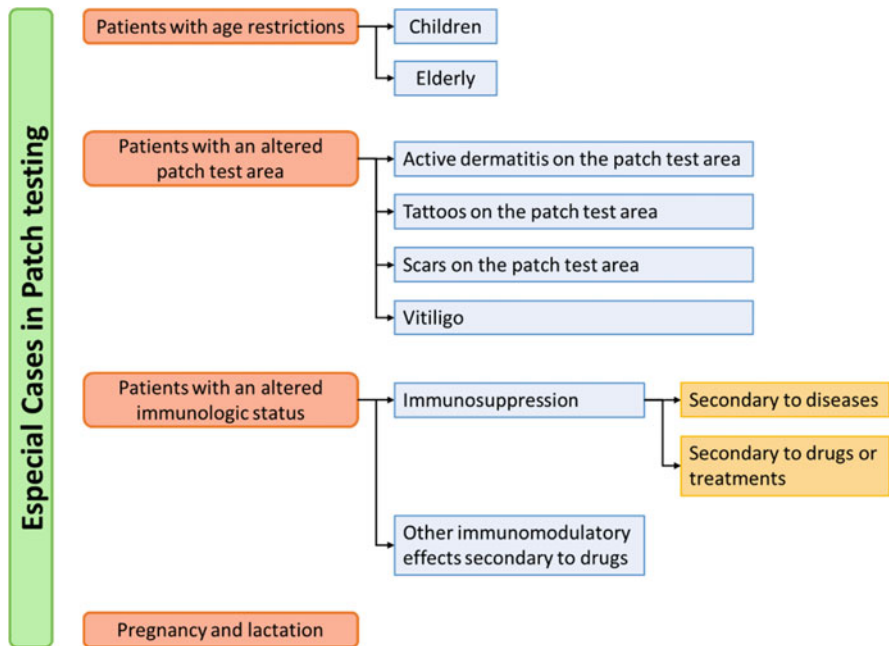 Especial Cases in Patch testing
Patients with age restrictions
Children
Elderly
Patients with an altered
patch test area
Active dermatitis on the patch test area
Tattoos on the patch test area
Scars on the patch test area
Vitiligo
Patients with an altered
immunologic status
Immunosuppression
Secondary to diseases
Secondary to drugs or
treatments
Other immunomodulatory
effects secondary to drugs
Pregnancy and lactation